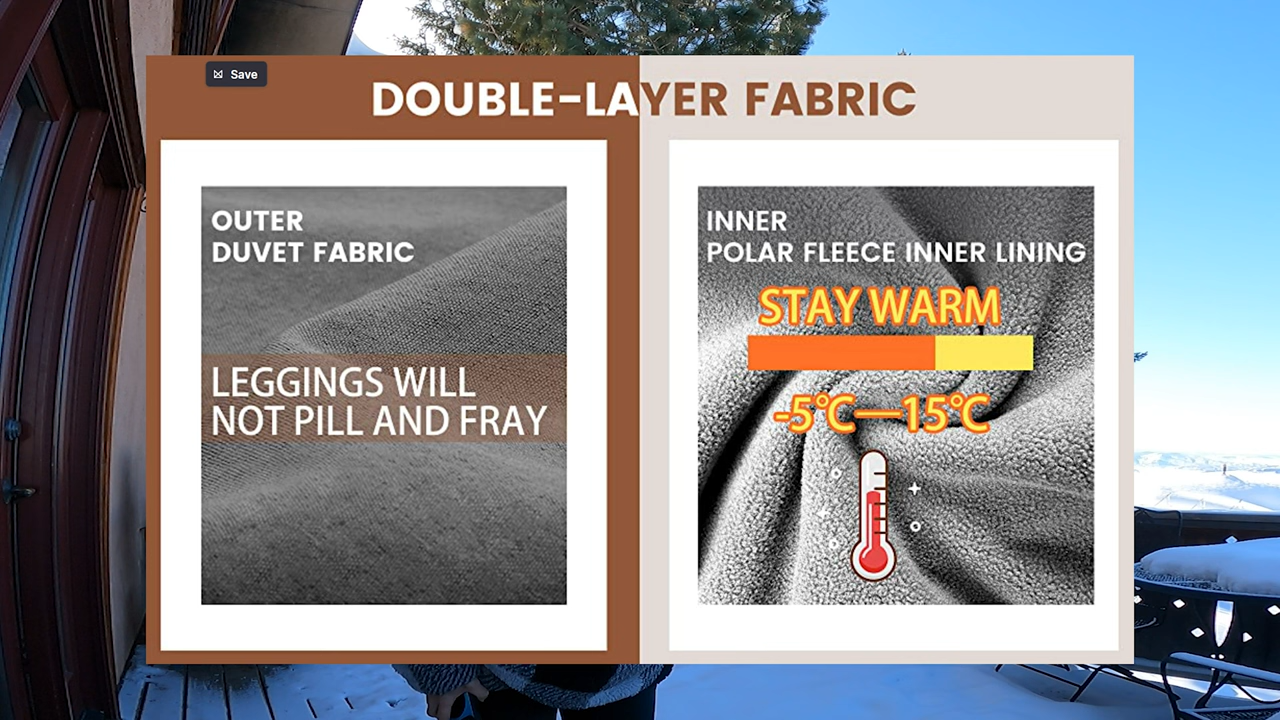 Save
DOUBLE-LAYER FABRIC
OUTER
DUVET FABRIC
LEGGINGS WILL
NOT PILL AND FRAY
INNER
POLAR FLEECE INNER LINING
STAY WARM
-5°C—15°C